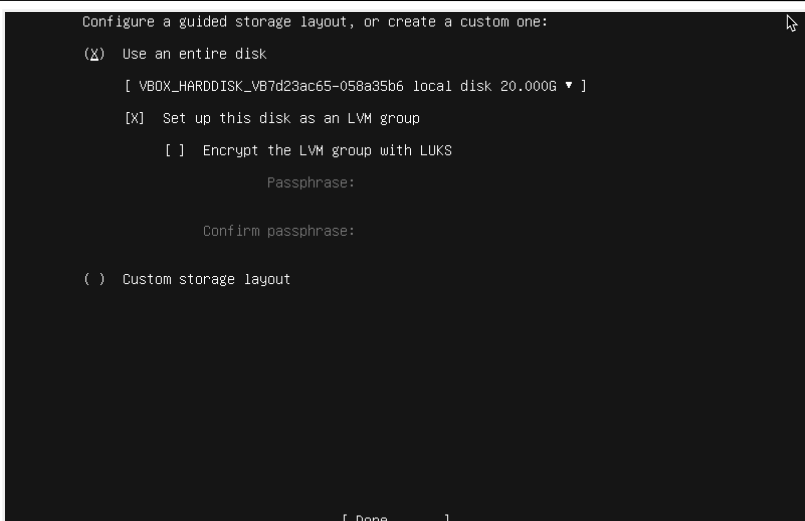 Configure a guided storage layout, or create a custom one:
(X) Use an entire disk
[ VBOX_HARDDISK_VB7d23ac65-058a35b6 local disk 20.000G ▾ ]
[X] Set up this disk as an LVM group
[ ] Encrypt the LVM group with LUKS
Passphrase:
Confirm passphrase:
( ) Custom storage layout
[ Done ]